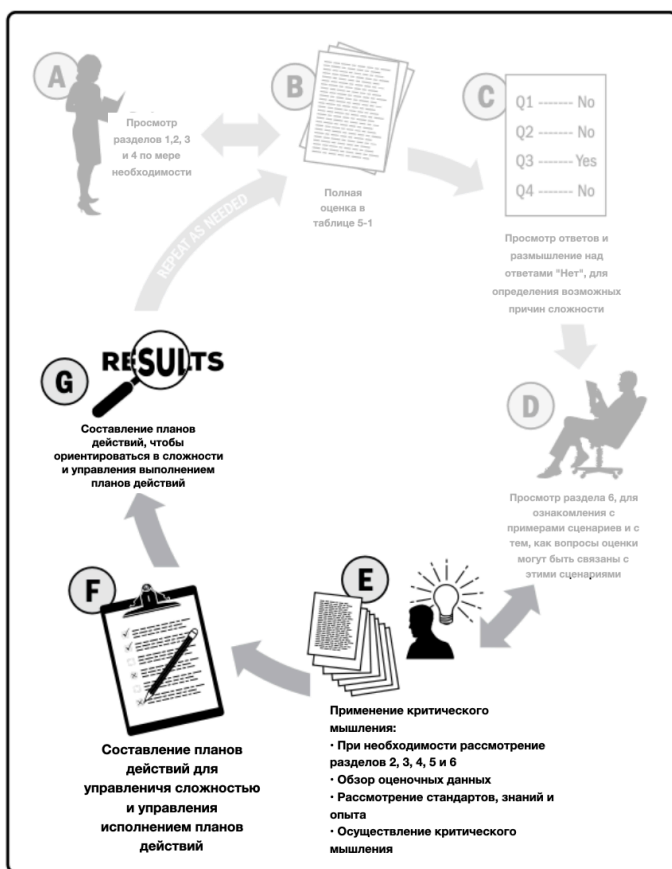 A
Просмотр
разделов 1,2, 3
и 4 по мере
необходимости
B
Полная
оценка в
таблице 5-1
C
Q1 ------- No
Q2 ------- No
Q3 ------- Yes
Q4 ------- No
Просмотр ответов и
размышление над
ответами "Нет", для
определения возможных
причин сложности
D
Просмотр раздела 6, для
ознакомления с
примерами сценариев и с
тем, как вопросы оценки
могут быть связаны с
этими сценариями
E
Применение критического
мышления:
· При необходимости рассмотрение
разделов 2, 3, 4, 5 и 6
· Обзор оценочных данных
· Рассмотрение стандартов, знаний и
опыта
· Осуществление критического
мышления
F
Составление планов
действий для
управленичя сложностью
и управления
исполнением планов
действий
G
RESULTS
Составление планов
действий, чтобы
ориентироваться в сложности
и управления выполнением
планов действий
REPEAT AS NEEDED